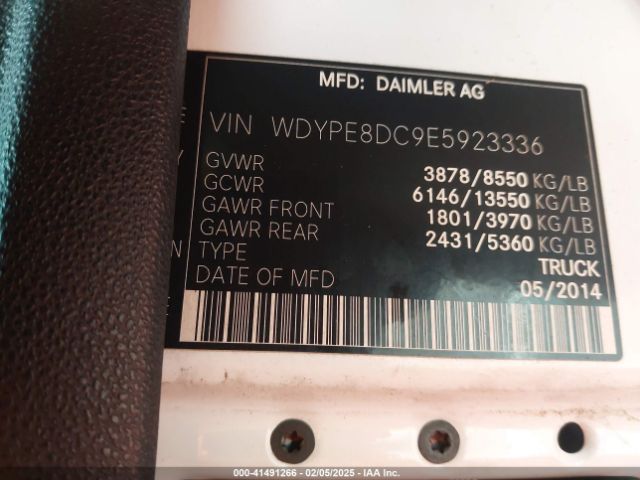 MFD: DAIMLER AG
VIN WDYPE8DC9E5923336
GVWR 3878/8550 KG/LB
GCWR 6146/13550 KG/LB
GAWR FRONT 1801/3970 KG/LB
GAWR REAR 2431/5360 KG/LB
TYPE TRUCK
DATE OF MFD 05/2014
000-41491266 - 02/05/2025 - IAA Inc.